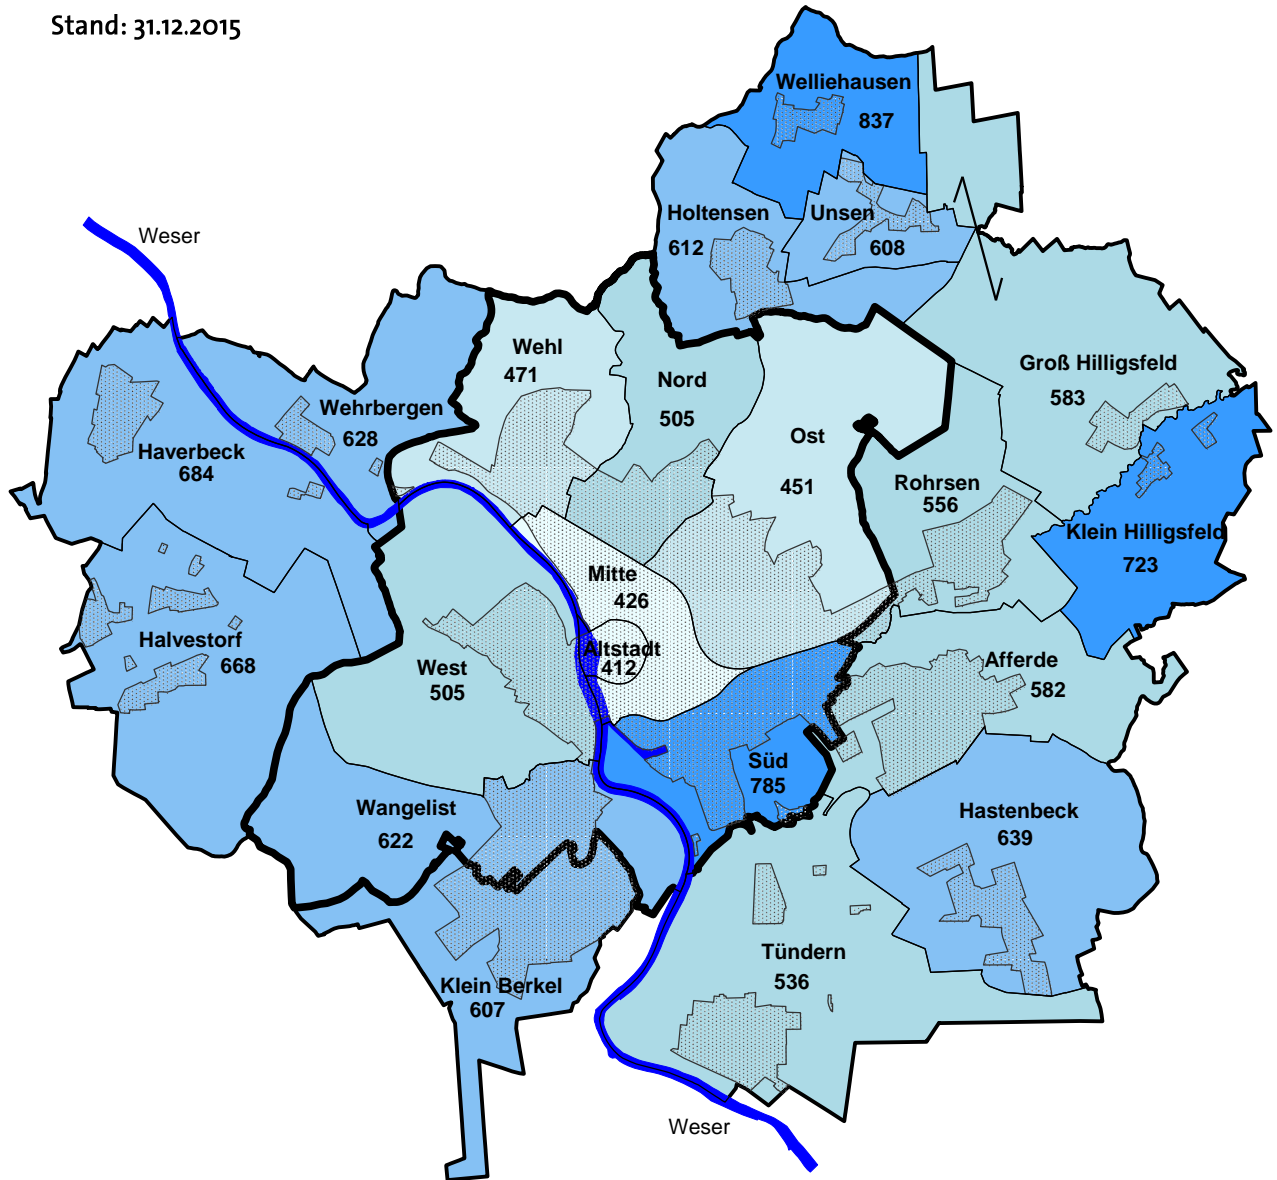 Stand: 31.12.2015
Welliehausen
837
Holtensen
612
Unsen
608
Weser
Wehl
471
Nord
505
Groß Hilligsfeld
583
Wehrbergen
628
Ost
451
Haverbeck
684
Rohrsen
556
Klein Hilligsfeld
723
Mitte
426
Halvestorf
668
Altstadt
412
West
505
Afferde
582
Süd
785
Wangelist
622
Hastenbeck
639
Tündern
536
Klein Berkel
607
Weser